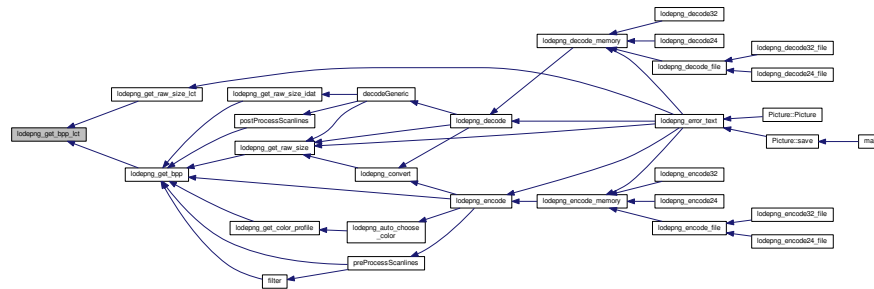 lodepng_get_bpp_lct
lodepng_get_raw_size_lct
lodepng_get_bpp
lodepng_get_raw_size_idat
postProcessScanlines
lodepng_get_raw_size
lodepng_get_color_profile
filter
decodeGeneric
lodepng_convert
lodepng_auto_choose
_color
preProcessScanlines
lodepng_decode
lodepng_encode
lodepng_decode_memory
lodepng_encode_memory
lodepng_decode32
lodepng_decode24
lodepng_decode_file
lodepng_error_text
lodepng_encode32
lodepng_encode24
lodepng_encode_file
lodepng_decode32_file
lodepng_decode24_file
Picture::Picture
Picture::save
lodepng_encode32_file
lodepng_encode24_file
ma